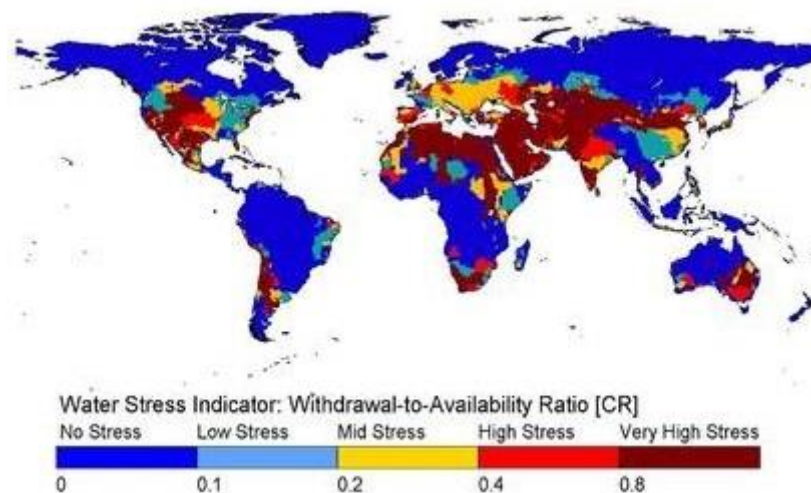 Water Stress Indicator: Withdrawal-to-Availability Ratio [CR]
No Stress Low Stress Mid Stress High Stress Very High Stress
0 0.1 0.2 0.4 0.8